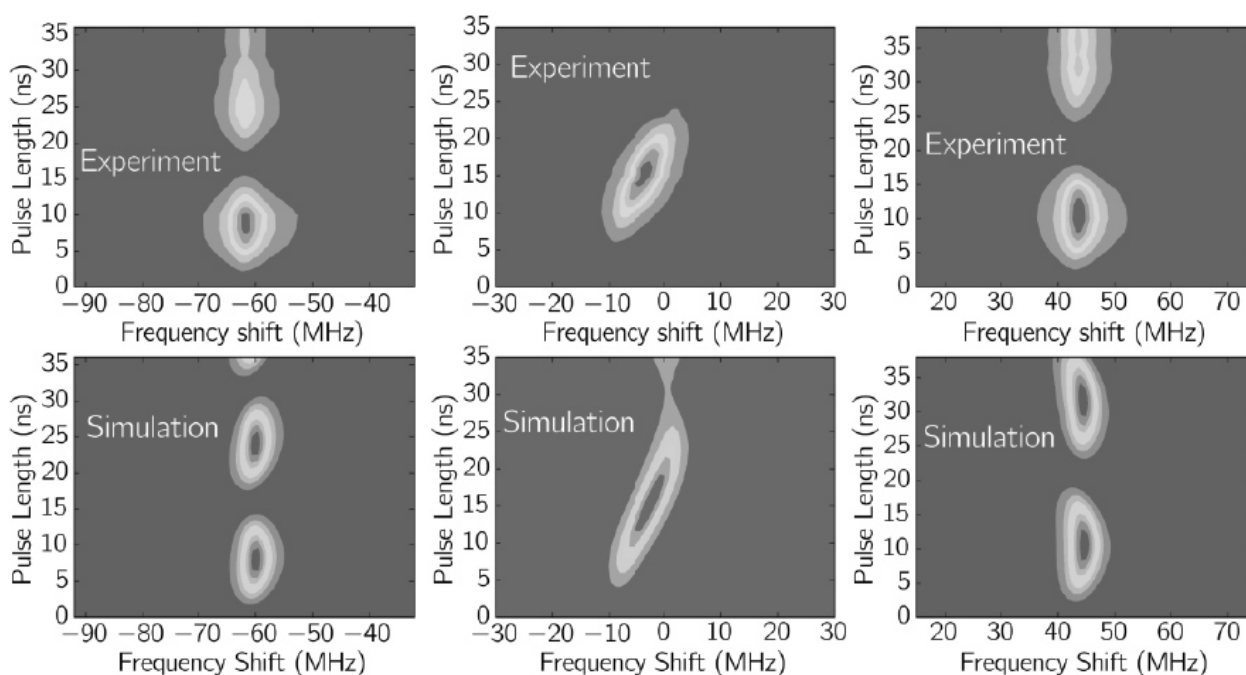 Pulse Length (ns)
35
30
25
20
15
10
5
0
Experiment
−90 −80 −70 −60 −50 −40
Frequency shift (MHz)
Pulse Length (ns)
35
30
25
20
15
10
5
0
Experiment
−30 −20 −10 0 10 20 30
Frequency shift (MHz)
Pulse Length (ns)
35
30
25
20
15
10
5
0
Experiment
20 30 40 50 60 70
Frequency shift (MHz)
Pulse Length (ns)
35
30
25
20
15
10
5
0
Simulation
−90 −80 −70 −60 −50 −40
Frequency Shift (MHz)
Pulse Length (ns)
35
30
25
20
15
10
5
0
Simulation
−30 −20 −10 0 10 20 30
Frequency Shift (MHz)
Pulse Length (ns)
35
30
25
20
15
10
5
0
Simulation
20 30 40 50 60 70
Frequency Shift (MHz)